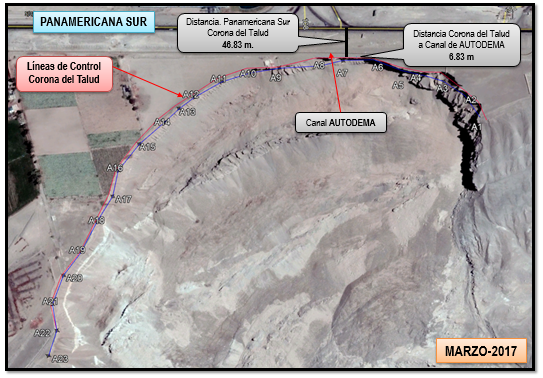 PANAMERICANA SUR
Distancia. Panamericana Sur
Corona del Talud
46.83 m.
Distancia Corona del Talud
a Canal de AUTODEMA
6.83 m
Líneas de Control
Corona del Talud
Canal AUTODEMA
A1
A2
A3
A4
A5
A6
A7
A8
A9
A10
A11
A12
A13
A14
A15
A16
A17
A18
A19
A20
A21
A22
A23
MARZO-2017